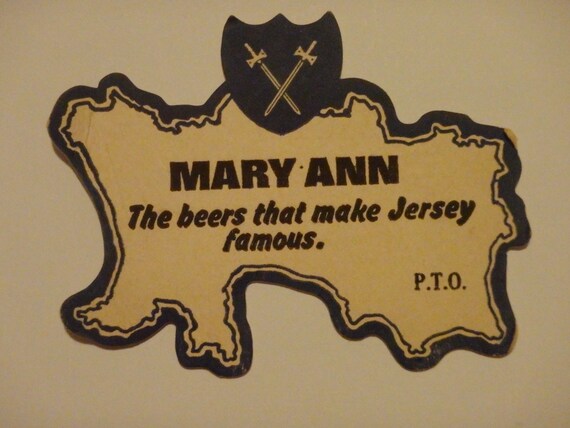 MARY ANN
The beers that make Jersey
famous.
P.T.O.